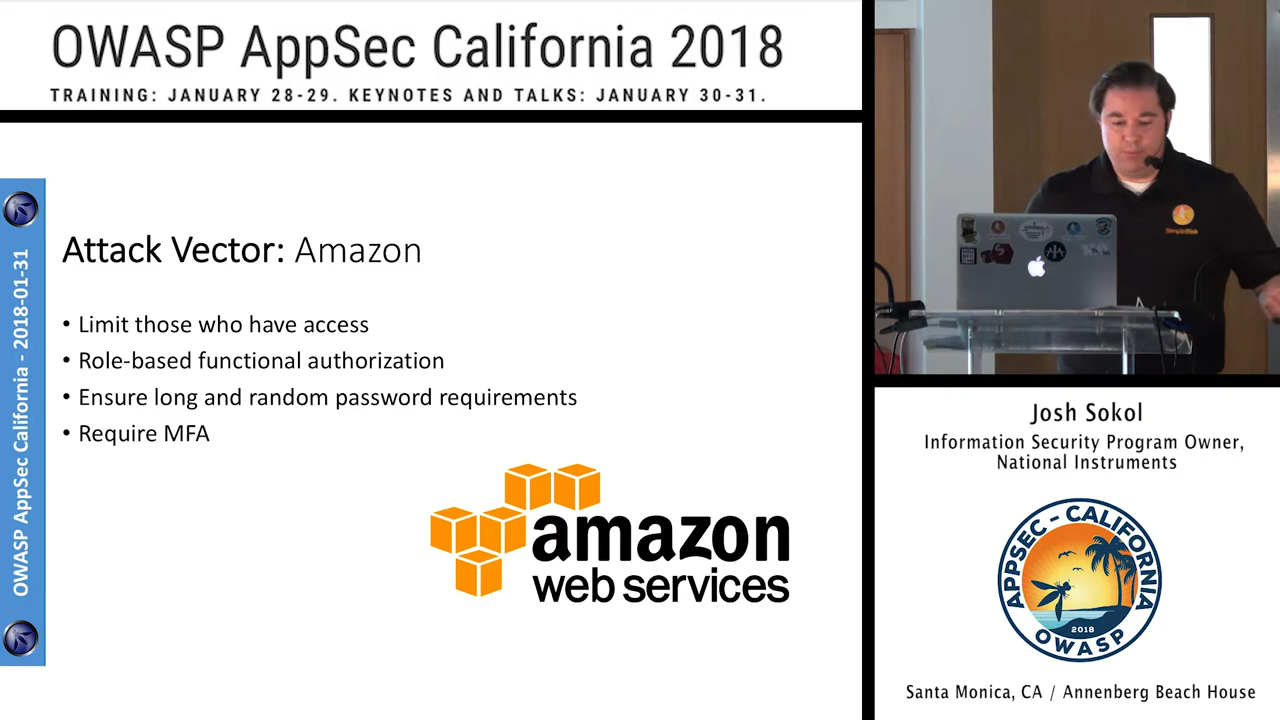 OWASP AppSec California 2018
TRAINING: JANUARY 28-29. KEYNOTES AND TALKS: JANUARY 30-31.
OWASP AppSec California - 2018-01-31
Attack Vector: Amazon
• Limit those who have access
• Role-based functional authorization
• Ensure long and random password requirements
• Require MFA
amazon
web services
SimpleRisk
Josh Sokol
Information Security Program Owner,
National Instruments
APPSEC - CALIFORNIA
2018
OWASP
Santa Monica, CA / Annenberg Beach House